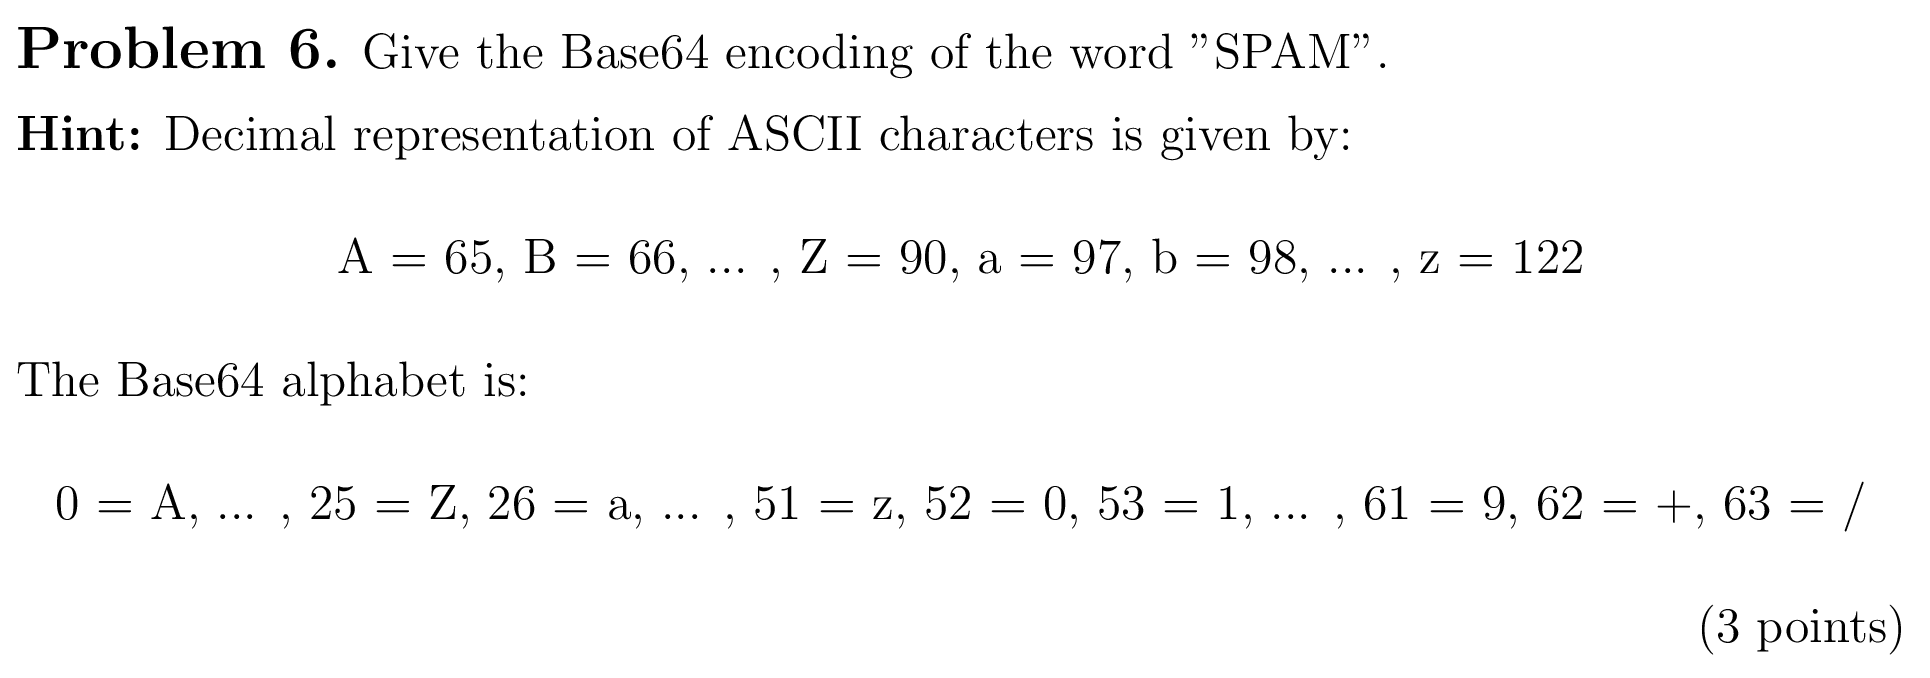 Problem 6. Give the Base64 encoding of the word ”SPAM”.
Hint: Decimal representation of ASCII characters is given by:
A = 65, B = 66, ... , Z = 90, a = 97, b = 98, ... , z = 122
The Base64 alphabet is:
0 = A, ... , 25 = Z, 26 = a, ... , 51 = z, 52 = 0, 53 = 1, ... , 61 = 9, 62 = +, 63 = /
(3 points)